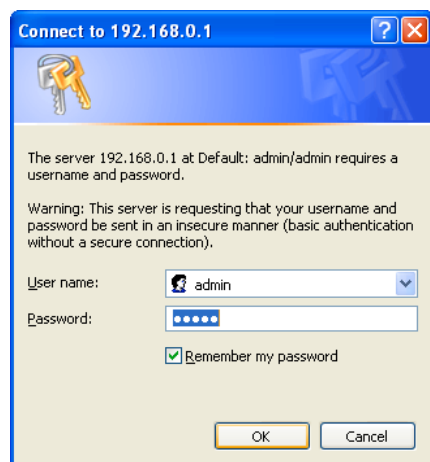 Connect to 192.168.0.1
The server 192.168.0.1 at Default: admin/admin requires a
username and password.
Warning: This server is requesting that your username and
password be sent in an insecure manner (basic authentication
without a secure connection).
User name:
admin
Password:
•••••
Remember my password
OK
Cancel